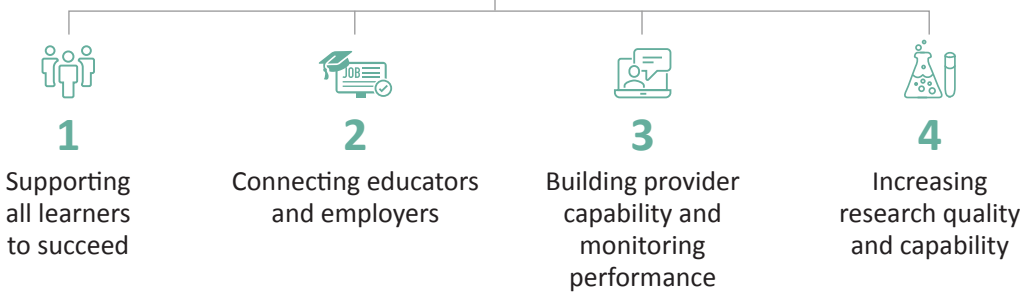 JOB
1
Supporting
all learners
to succeed
2
Connecting educators
and employers
3
Building provider
capability and
monitoring
performance
4
Increasing
research quality
and capability